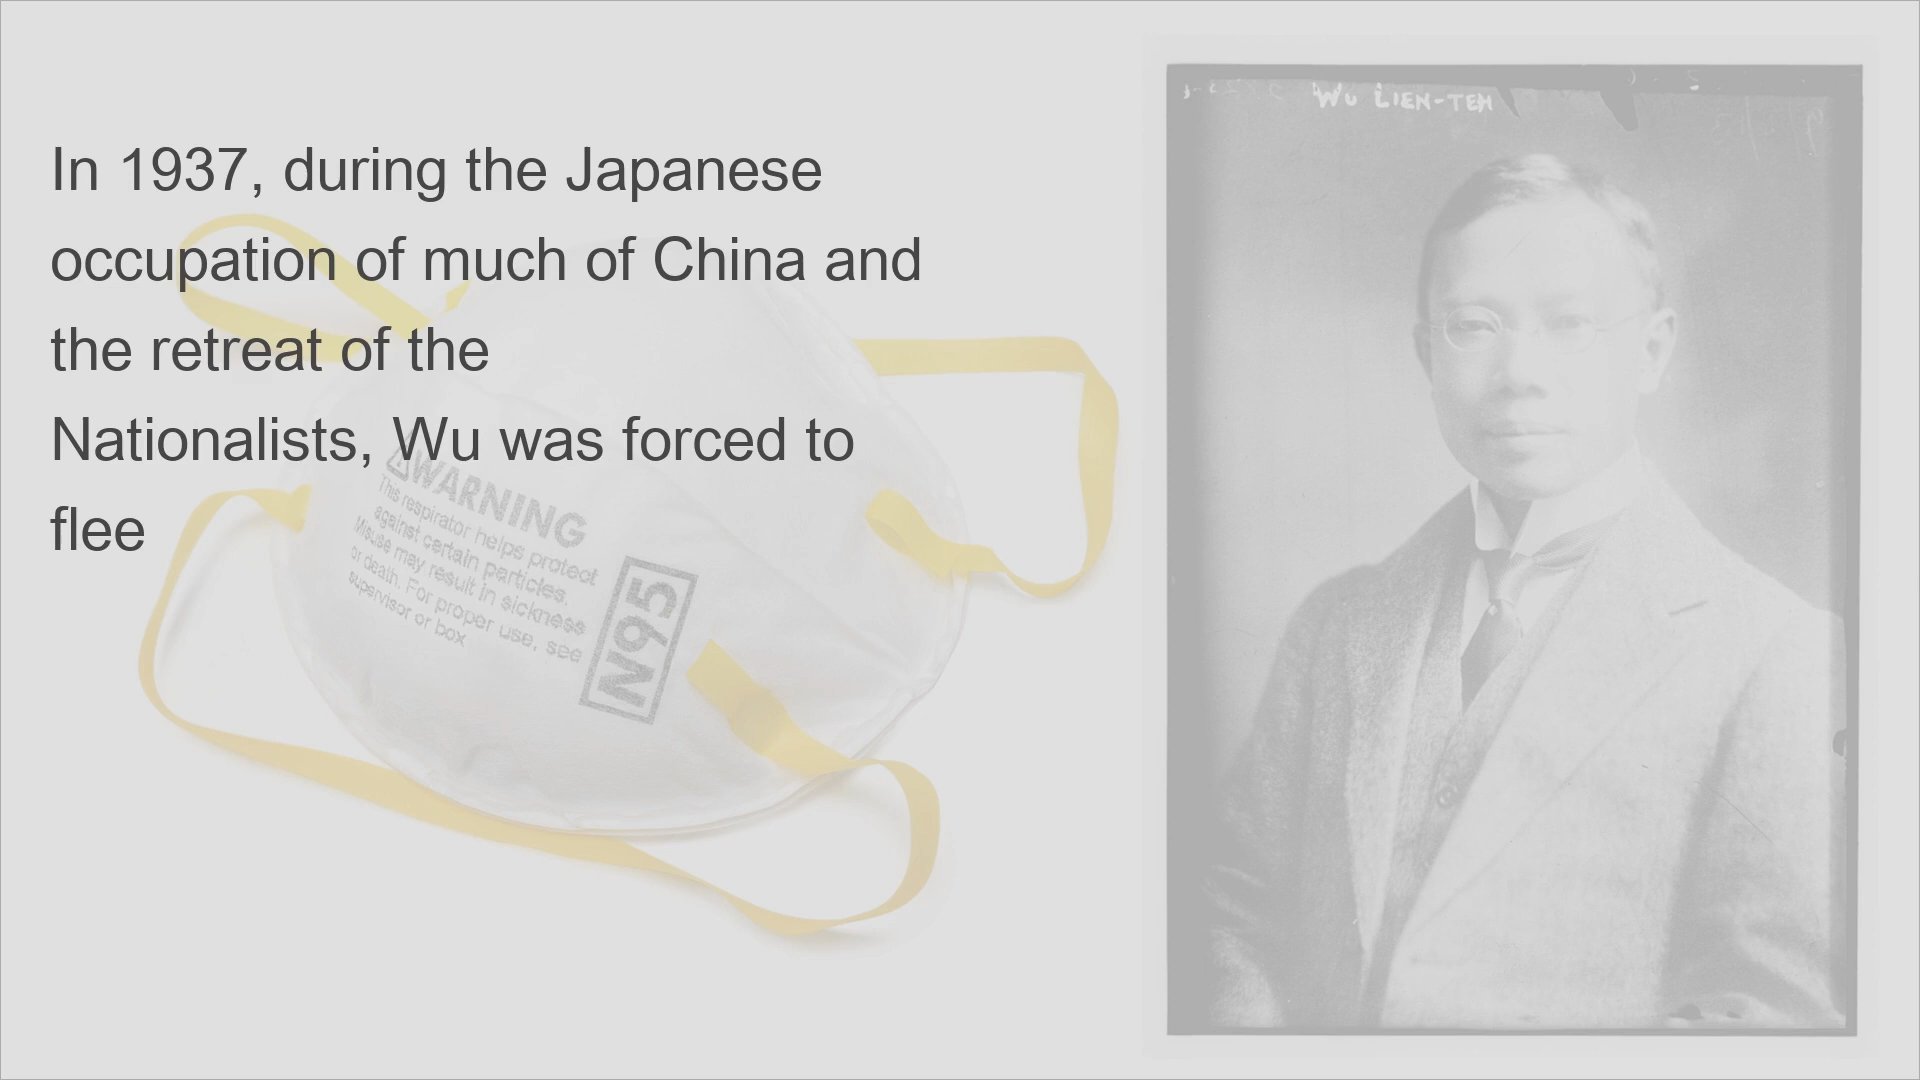 In 1937, during the Japanese
occupation of much of China and
the retreat of the
Nationalists, Wu was forced to
flee
WARNING
This respirator helps protect
against certain particles.
Misuse may result in sickness
or death. For proper use, see
supervisor or box
N95
WU LIEN-TEH